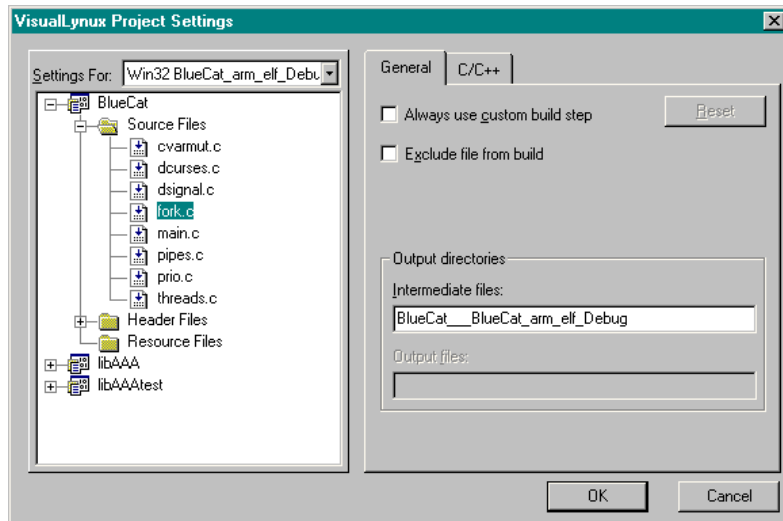 VisualLynux Project Settings
Settings For: Win32 BlueCat_arm_elf_Debu
BlueCat
Source Files
cvarmut.c
dcurses.c
dsignal.c
fork.c
main.c
pipes.c
prio.c
threads.c
Header Files
Resource Files
libAAA
libAAAtest
General
C/C++
Always use custom build step
Reset
Exclude file from build
Output directories
Intermediate files:
BlueCat___BlueCat_arm_elf_Debug
Output files:
OK
Cancel